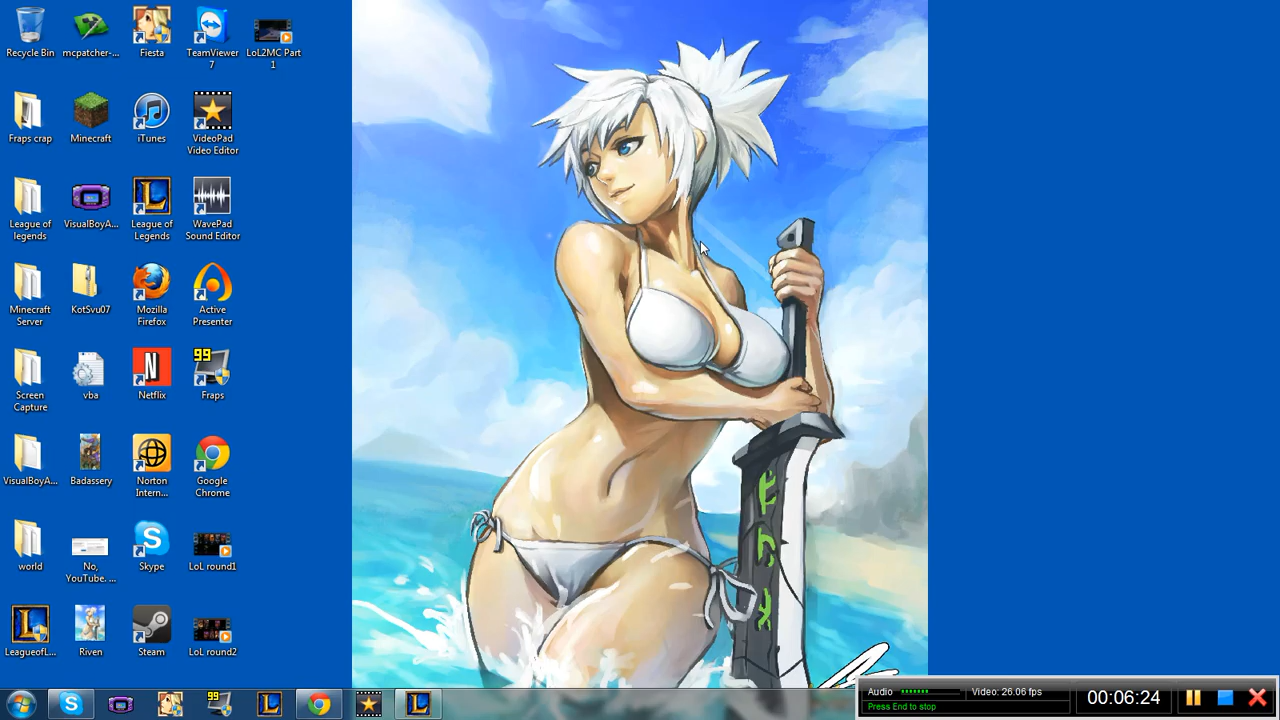 Recycle Bin
mcpatcher-...
Fiesta
TeamViewer
7
LoL2MC Part
1
Fraps crap
Minecraft
iTunes
VideoPad
Video Editor
League of
legends
VisualBoyA...
League of
Legends
WavePad
Sound Editor
Minecraft
Server
KotSvu07
Mozilla
Firefox
Active
Presenter
Screen
Capture
vba
Netflix
99
Fraps
VisualBoyA...
Badassery
Norton
Intern...
Google
Chrome
world
No,
YouTube. ...
Skype
LoL round1
LeagueofL...
Riven
Steam
LoL round2
99
Audio
Video: 26.06 fps
Press End to stop
00:06:24